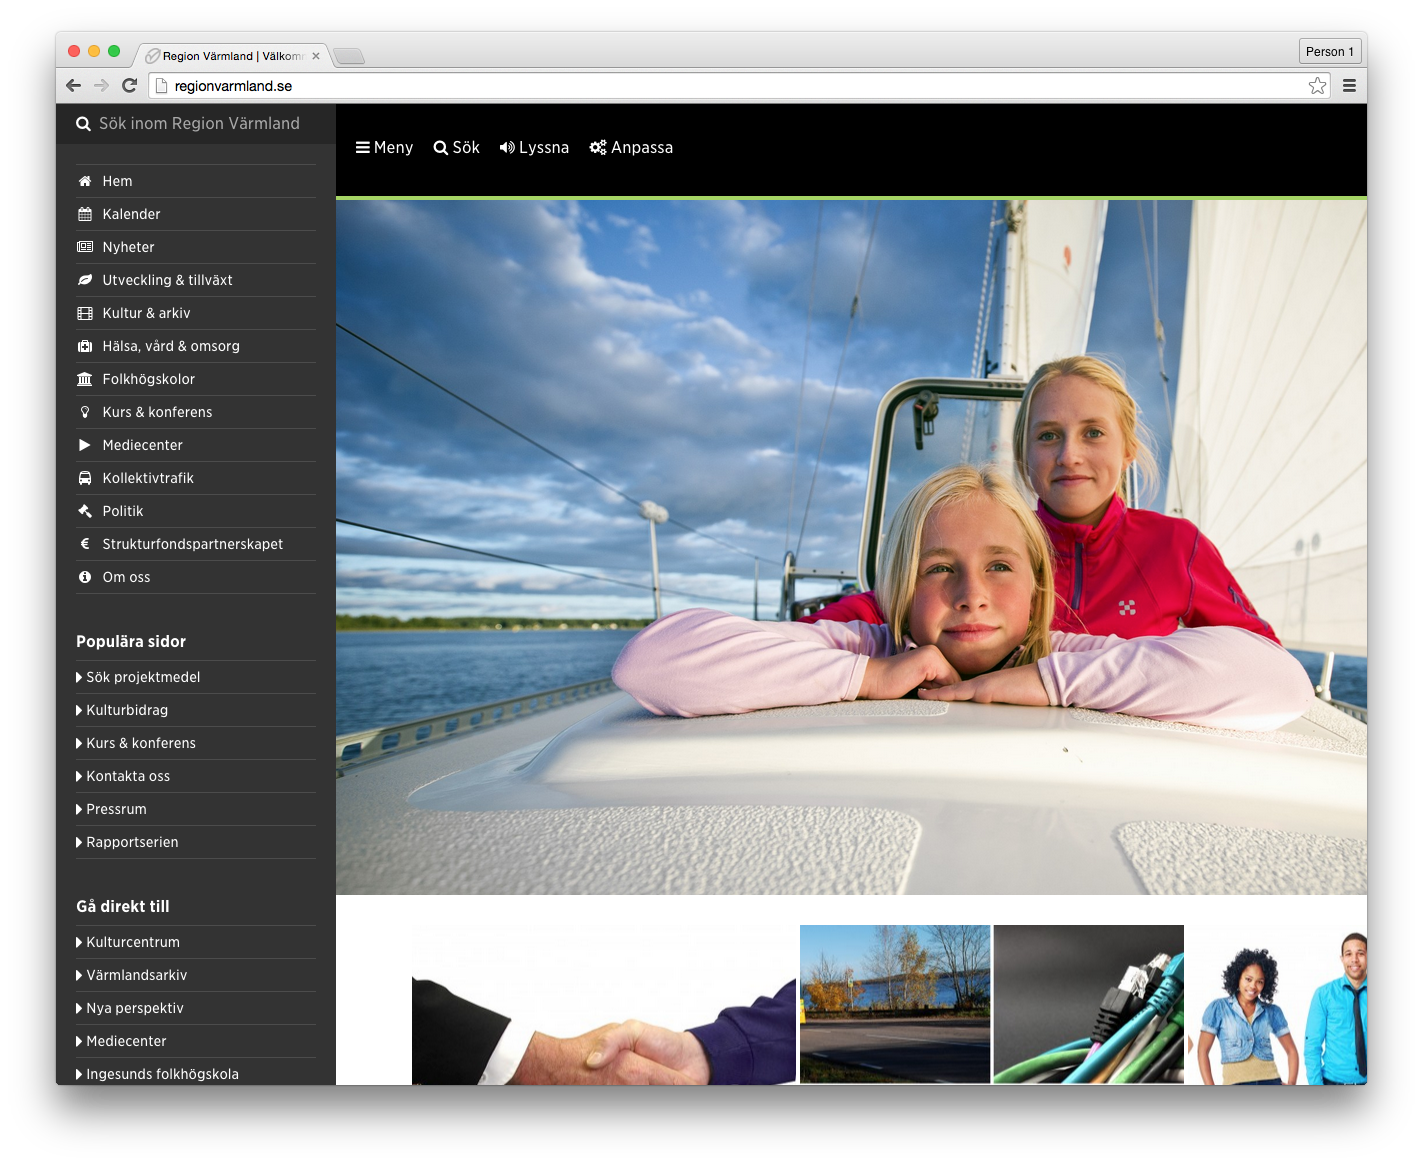 Region Värmland | Välkom
Person 1
regionvarmland.se
Sök inom Region Värmland
Meny Sök Lyssna Anpassa
Hem
Kalender
Nyheter
Utveckling & tillväxt
Kultur & arkiv
Hälsa, vård & omsorg
Folkhögskolor
Kurs & konferens
Mediecenter
Kollektivtrafik
Politik
€ Strukturfondspartnerskapet
Om oss
Populära sidor
Sök projektmedel
Kulturbidrag
Kurs & konferens
Kontakta oss
Pressrum
Rapportserien
Gå direkt till
Kulturcentrum
Värmlandsarkiv
Nya perspektiv
Mediecenter
Ingesunds folkhögskola